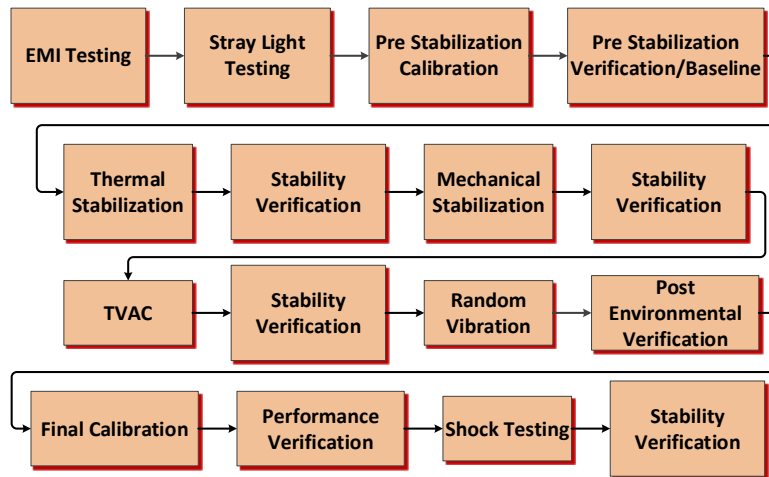 EMI Testing
Stray Light
Testing
Pre Stabilization
Calibration
Pre Stabilization
Verification/Baseline
Thermal
Stabilization
Stability
Verification
Mechanical
Stabilization
Stability
Verification
TVAC
Stability
Verification
Random
Vibration
Post
Environmental
Verification
Final Calibration
Performance
Verification
Shock Testing
Stability
Verification